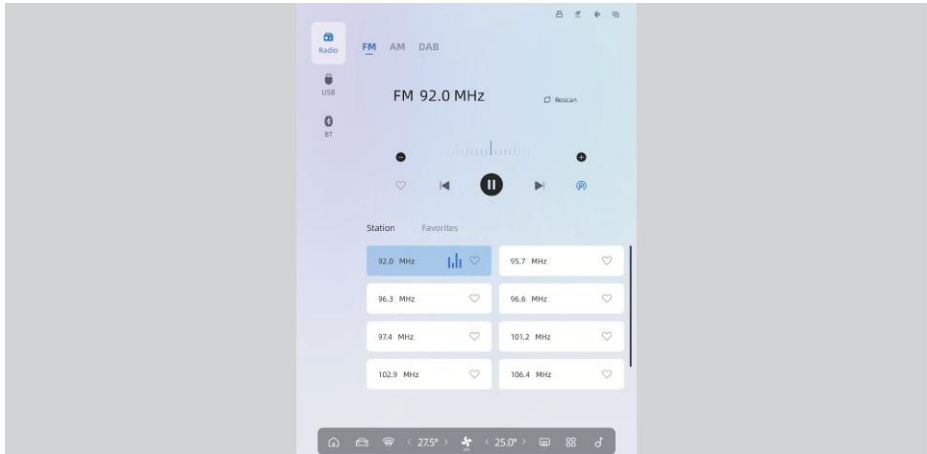 Radio
FM AM DAB
USB
FM 92.0 MHz
Rescan
BT
Station Favorites
92.0 MHz 95.7 MHz
96.3 MHz 96.6 MHz
97.4 MHz 101.2 MHz
102.9 MHz 106.4 MHz
27.5° 25.0°